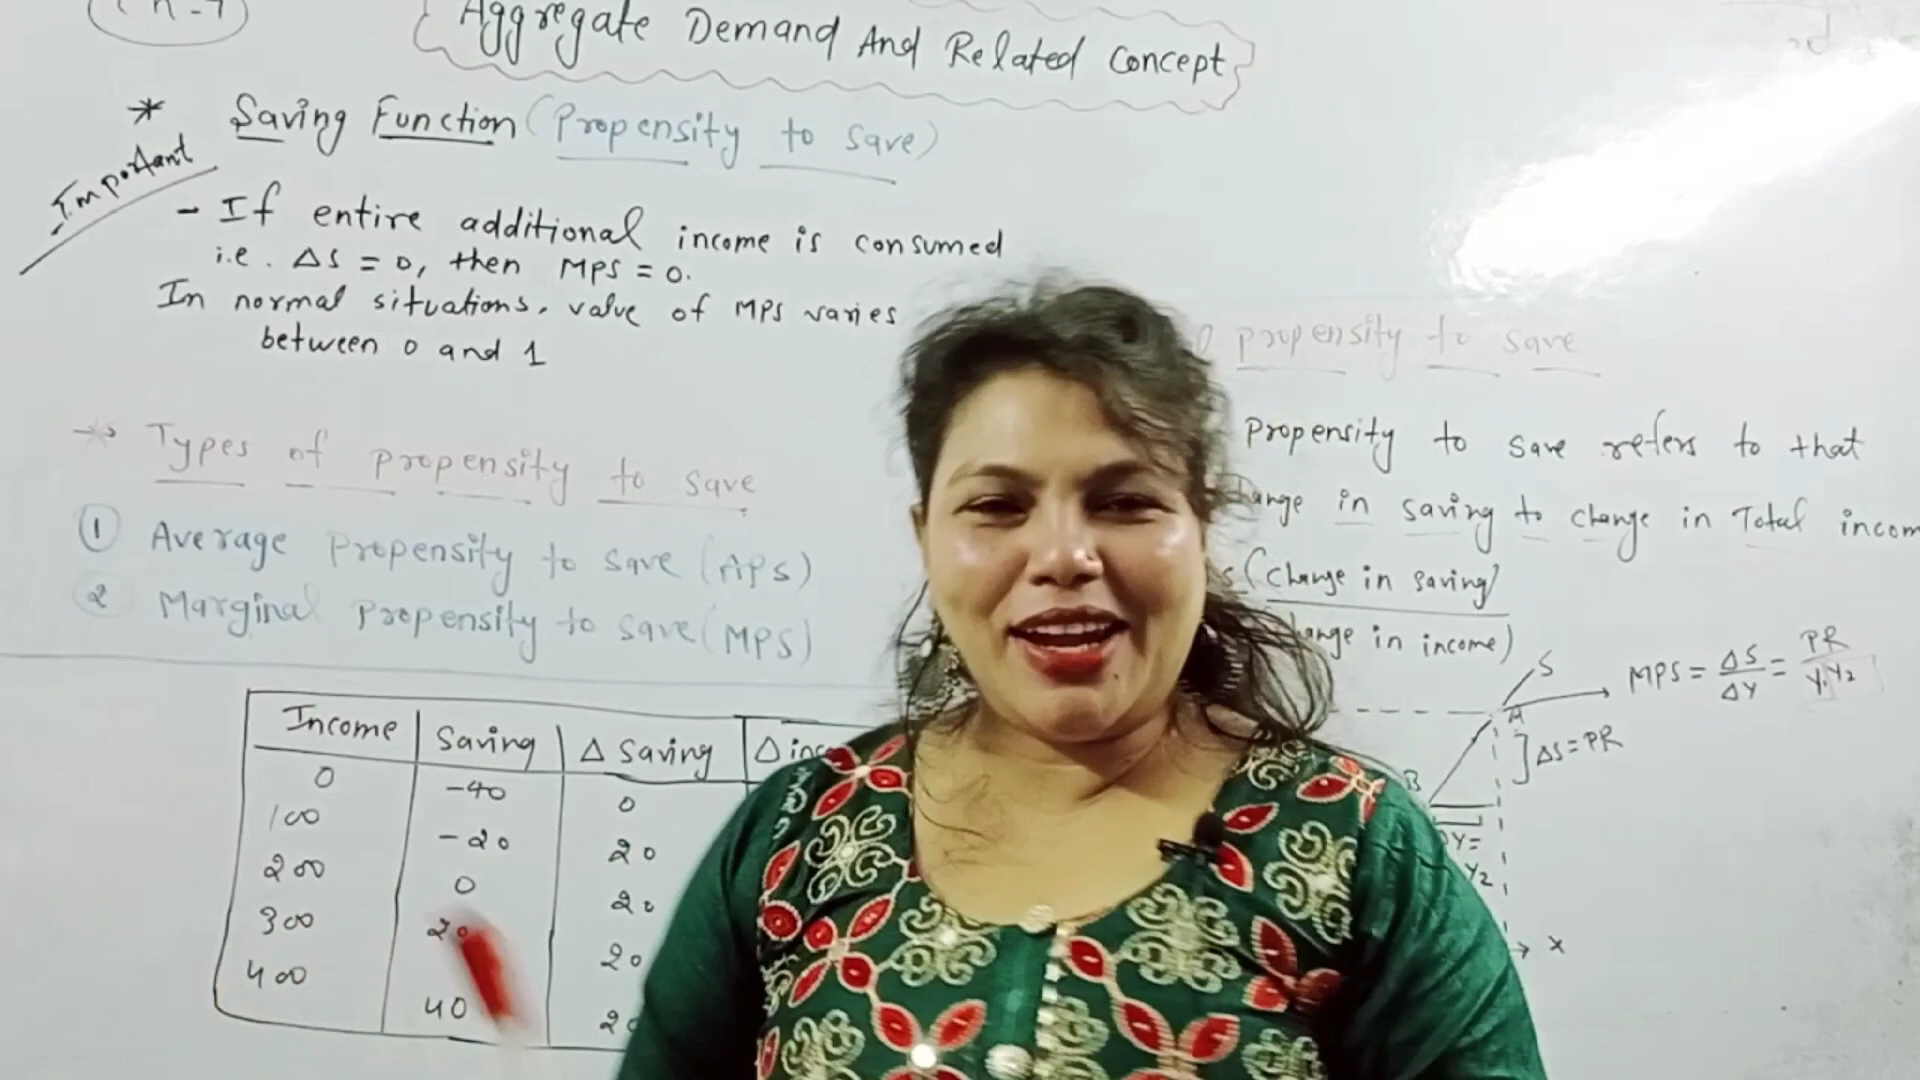 Aggregate Demand And Related Concept
* Saving Function (Propensity to save)
Important
- If entire additional income is consumed
i.e. ΔS = 0, then MPS = 0.
In normal situations, value of MPS varies
between 0 and 1
Types of propensity to save
1 Average Propensity to save (APS)
2 Marginal Propensity to save (MPS)
Income Saving Δ Saving Δ
0 -40 0
100 -20 20
200 0 20
300 20 20
400 40
propensity to save
propensity to save refers to that
change in saving to change in Total
(change in saving)
in income)
S
MPS = ΔS/ΔY = PR/Y1Y2
A
] ΔS = PR
B
Y=
Y2
X